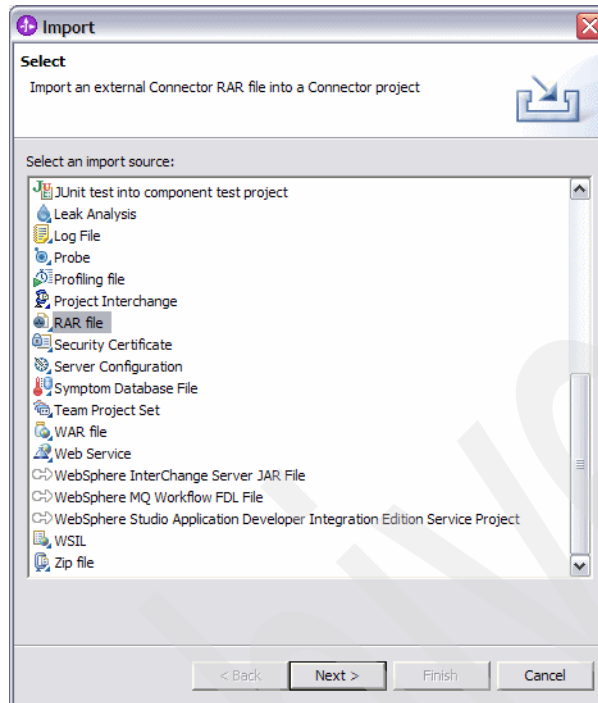 Import
Select
Import an external Connector RAR file into a Connector project
Select an import source:
JUnit test into component test project
Leak Analysis
Log File
Probe
Profiling file
Project Interchange
RAR file
Security Certificate
Server Configuration
Symptom Database File
Team Project Set
WAR file
Web Service
WebSphere InterChange Server JAR File
WebSphere MQ Workflow FDL File
WebSphere Studio Application Developer Integration Edition Service Project
WSIL
Zip file
< Back Next > Finish Cancel